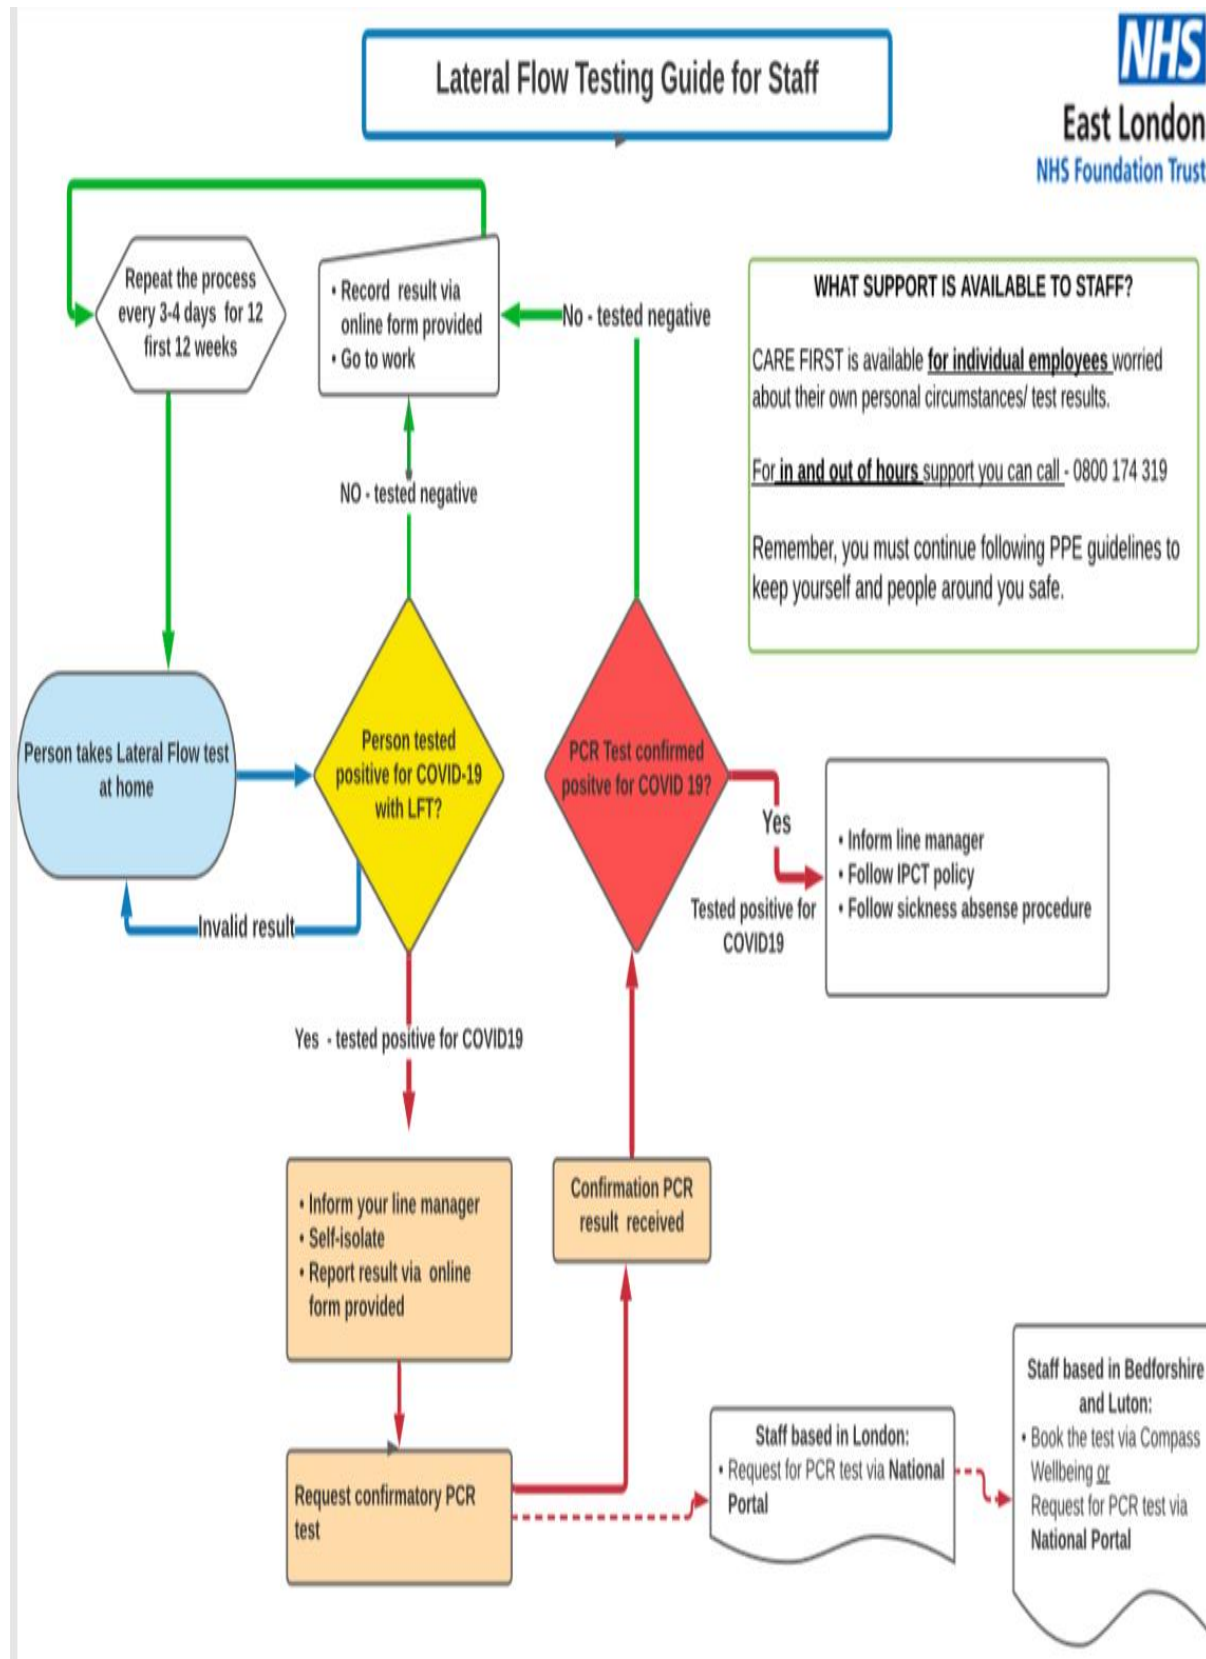 Lateral Flow Testing Guide for Staff
NHS
East London
NHS Foundation Trust
Repeat the process
every 3-4 days for 12
first 12 weeks
• Record result via
online form provided
• Go to work
No - tested negative
WHAT SUPPORT IS AVAILABLE TO STAFF?
CARE FIRST is available for individual employees worried
about their own personal circumstances/ test results.
For in and out of hours support you can call - 0800 174 319
Remember, you must continue following PPE guidelines to
keep yourself and people around you safe.
NO - tested negative
Person takes Lateral Flow test
at home
Person tested
positive for COVID-19
with LFT?
PCR Test confirmed
positve for COVID 19?
Yes
Tested positive for
COVID19
• Inform line manager
• Follow IPCT policy
• Follow sickness absense procedure
Invalid result
Yes - tested positive for COVID19
• Inform your line manager
• Self-isolate
• Report result via online
form provided
Confirmation PCR
result received
Request confirmatory PCR
test
Staff based in London:
• Request for PCR test via National
Portal
Staff based in Bedforshire
and Luton:
• Book the test via Compass
Wellbeing or
Request for PCR test via
National Portal